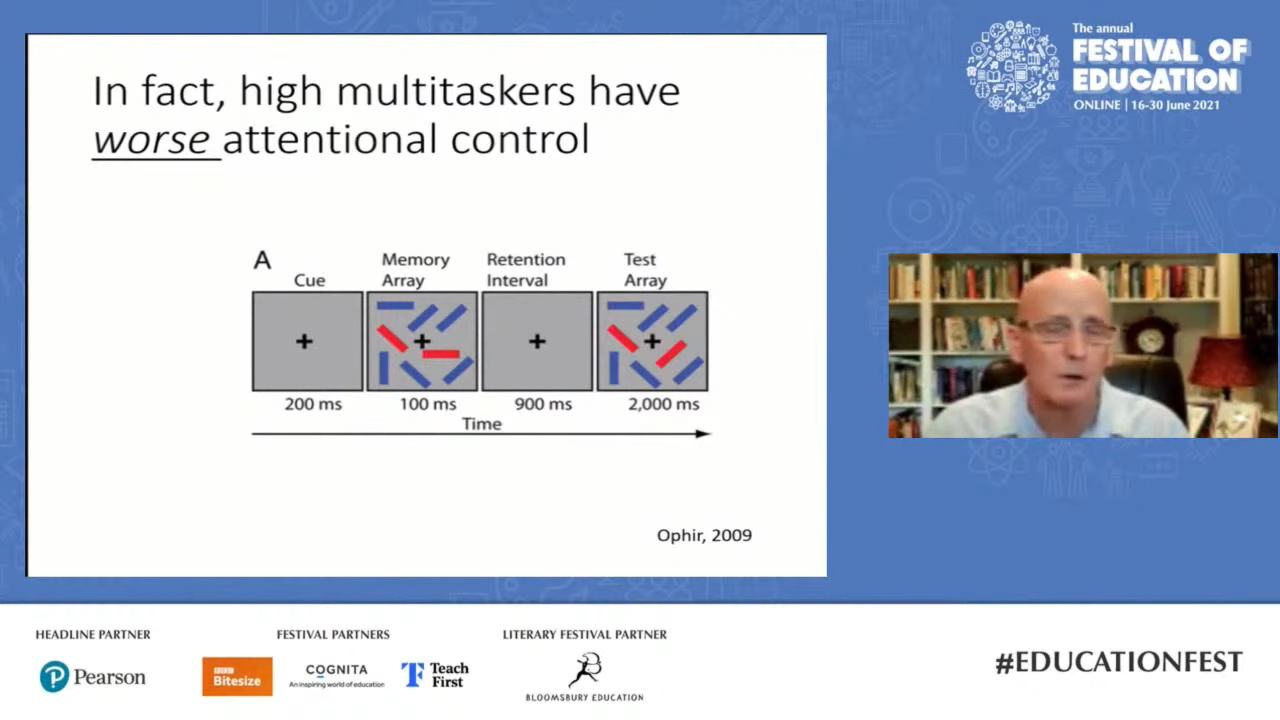 In fact, high multitaskers have
worse attentional control
A
Cue
Memory
Array
Retention
Interval
Test
Array
200 ms
100 ms
900 ms
2,000 ms
Time
Ophir, 2009
The annual
FESTIVAL OF
EDUCATION
ONLINE | 16-30 June 2021
HEADLINE PARTNER
Pearson
FESTIVAL PARTNERS
BBC
Bitesize
COGNITA
An inspiring world of education
Teach
First
LITERARY FESTIVAL PARTNER
BLOOMSBURY EDUCATION
#EDUCATIONFEST